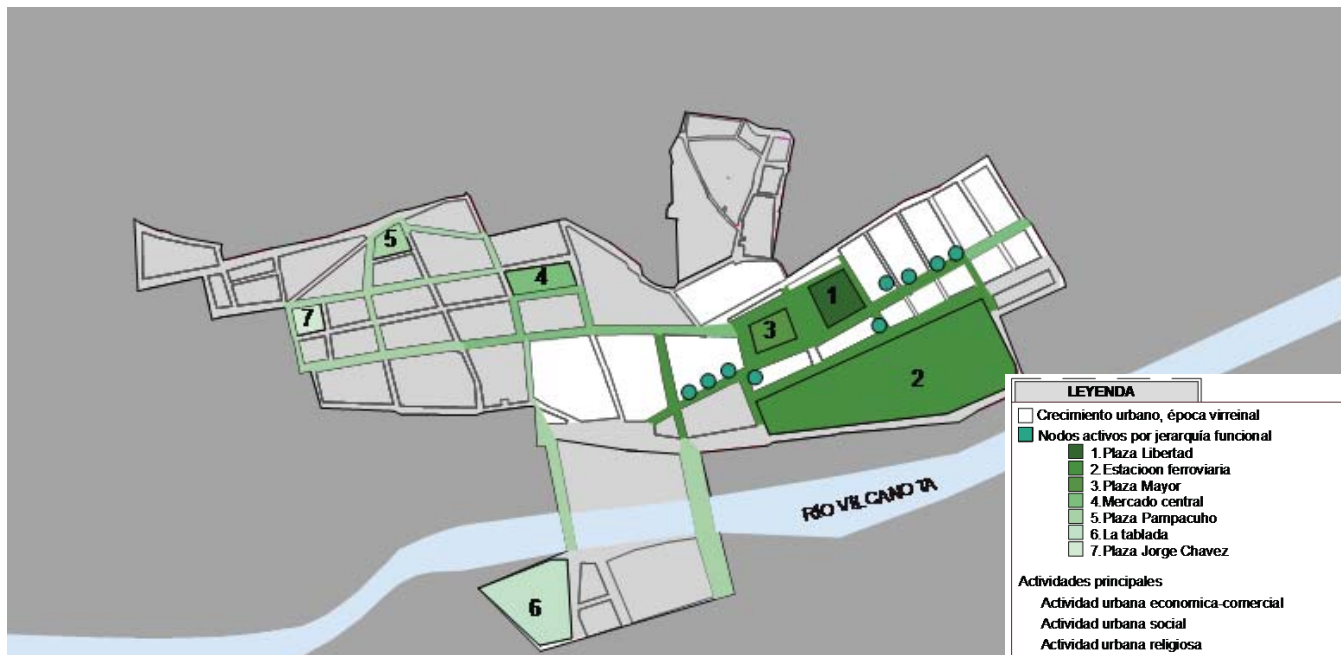 5
4
1
3
7
2
6
RÍO VILCANOTA
LEYENDA
Crecimiento urbano, época virreinal
Nodos activos por jerarquía funcional
1.Plaza Libertad
2.Estacioon ferroviaria
3.Plaza Mayor
4.Mercado central
5.Plaza Pampacuho
6.La tablada
7.Plaza Jorge Chavez
Actividades principales
Actividad urbana economica-comercial
Actividad urbana social
Actividad urbana religiosa